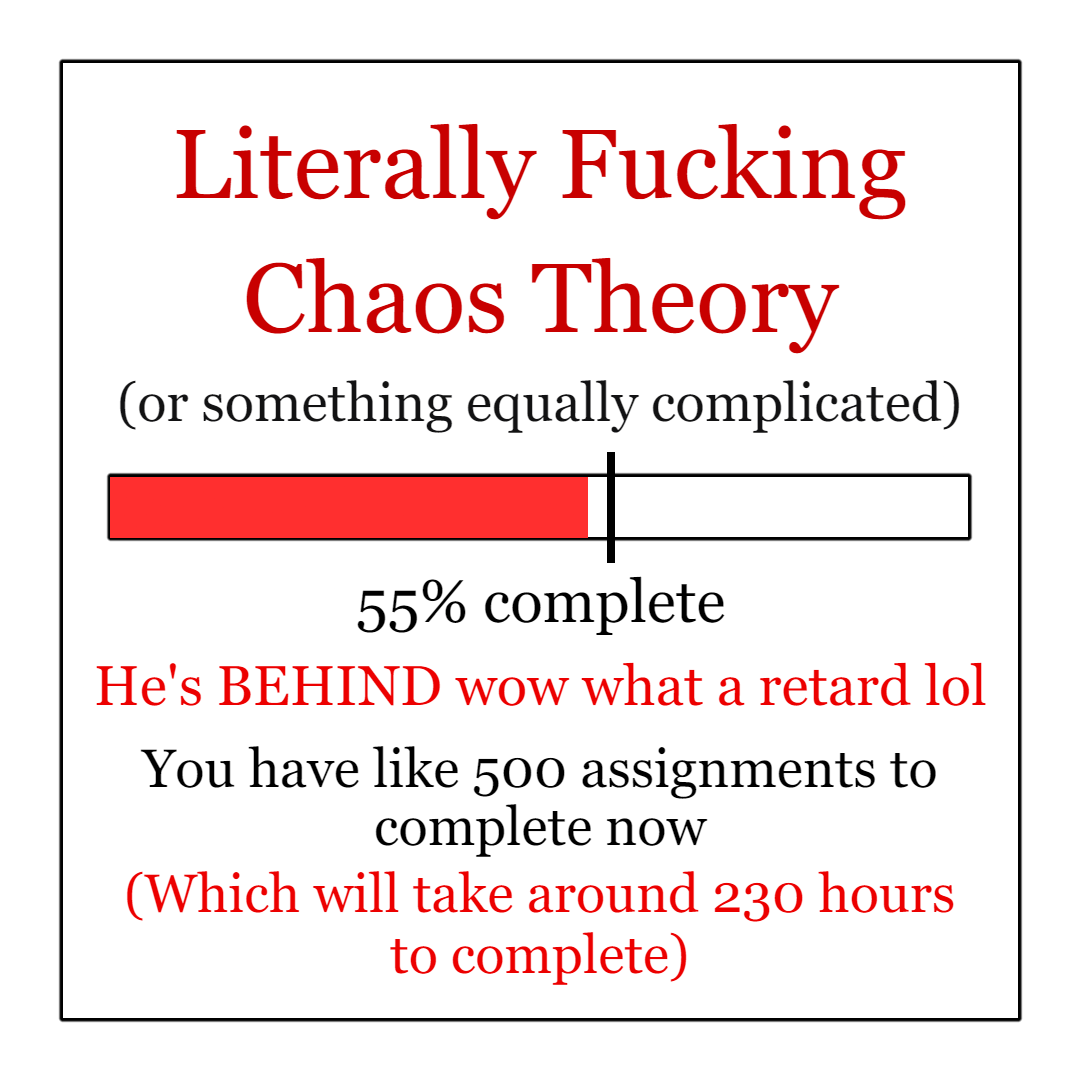 Literally Fucking
Chaos Theory
(or something equally complicated)
55% complete
He's BEHIND wow what a retard lol
You have like 500 assignments to
complete now
(Which will take around 230 hours
to complete)